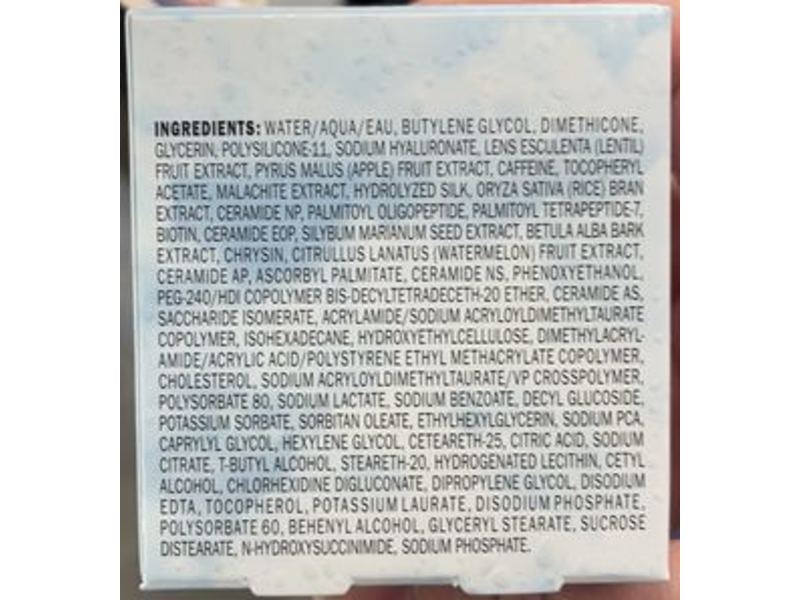 INGREDIENTS: WATER/AQUA/EAU, BUTYLENE GLYCOL, DIMETHICONE,
GLYCERIN, POLYSILICONE-11, SODIUM HYALURONATE, LENS ESCULENTA (LENTIL)
FRUIT EXTRACT, PYRUS MALUS (APPLE) FRUIT EXTRACT, CAFFEINE, TOCOPHERYL
ACETATE, MALACHITE EXTRACT, HYDROLYZED SILK, ORYZA SATIVA (RICE) BRAN
EXTRACT, CERAMIDE NP, PALMITOYL OLIGOPEPTIDE, PALMITOYL TETRAPEPTIDE-7,
BIOTIN, CERAMIDE EOP, SILYBUM MARIANUM SEED EXTRACT, BETULA ALBA BARK
EXTRACT, CHRYSIN, CITRULLUS LANATUS (WATERMELON) FRUIT EXTRACT,
CERAMIDE AP, ASCORBYL PALMITATE, CERAMIDE NS, PHENOXYETHANOL,
PEG-240/HDI COPOLYMER BIS-DECYLTETRADECETH-20 ETHER, CERAMIDE AS,
SACCHARIDE ISOMERATE, ACRYLAMIDE/SODIUM ACRYLOYLDIMETHYLTAURATE
COPOLYMER, ISOHEXADECANE, HYDROXYETHYLCELLULOSE, DIMETHYLACRYL-
AMIDE/ACRYLIC ACID/POLYSTYRENE ETHYL METHACRYLATE COPOLYMER,
CHOLESTEROL, SODIUM ACRYLOYLDIMETHYLTAURATE/VP CROSSPOLYMER,
POLYSORBATE 80, SODIUM LACTATE, SODIUM BENZOATE, DECYL GLUCOSIDE,
POTASSIUM SORBATE, SORBITAN OLEATE, ETHYLHEXYLGLYCERIN, SODIUM PCA,
CAPRYLYL GLYCOL, HEXYLENE GLYCOL, CETEARETH-25, CITRIC ACID, SODIUM
CITRATE, T-BUTYL ALCOHOL, STEARETH-20, HYDROGENATED LECITHIN, CETYL
ALCOHOL, CHLORHEXIDINE DIGLUCONATE, DIPROPYLENE GLYCOL, DISODIUM
EDTA, TOCOPHEROL, POTASSIUM LAURATE, DISODIUM PHOSPHATE,
POLYSORBATE 60, BEHENYL ALCOHOL, GLYCERYL STEARATE, SUCROSE
DISTEARATE, N-HYDROXYSUCCINIMIDE, SODIUM PHOSPHATE.